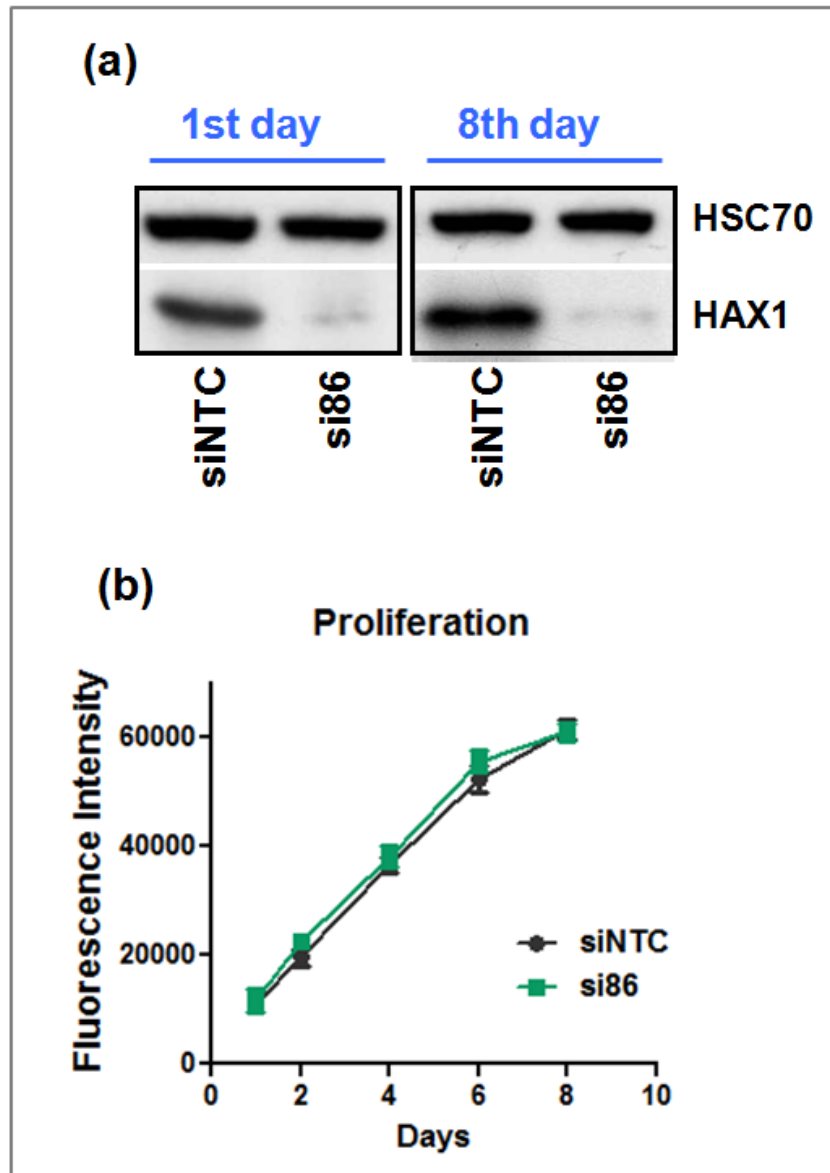 (a)
1st day 8th day
HSC70
HAX1
siNTC si86 siNTC si86
(b)
Proliferation
Fluorescence Intensity
60000
40000
20000
0
0 2 4 6 8 10
Days
siNTC
si86